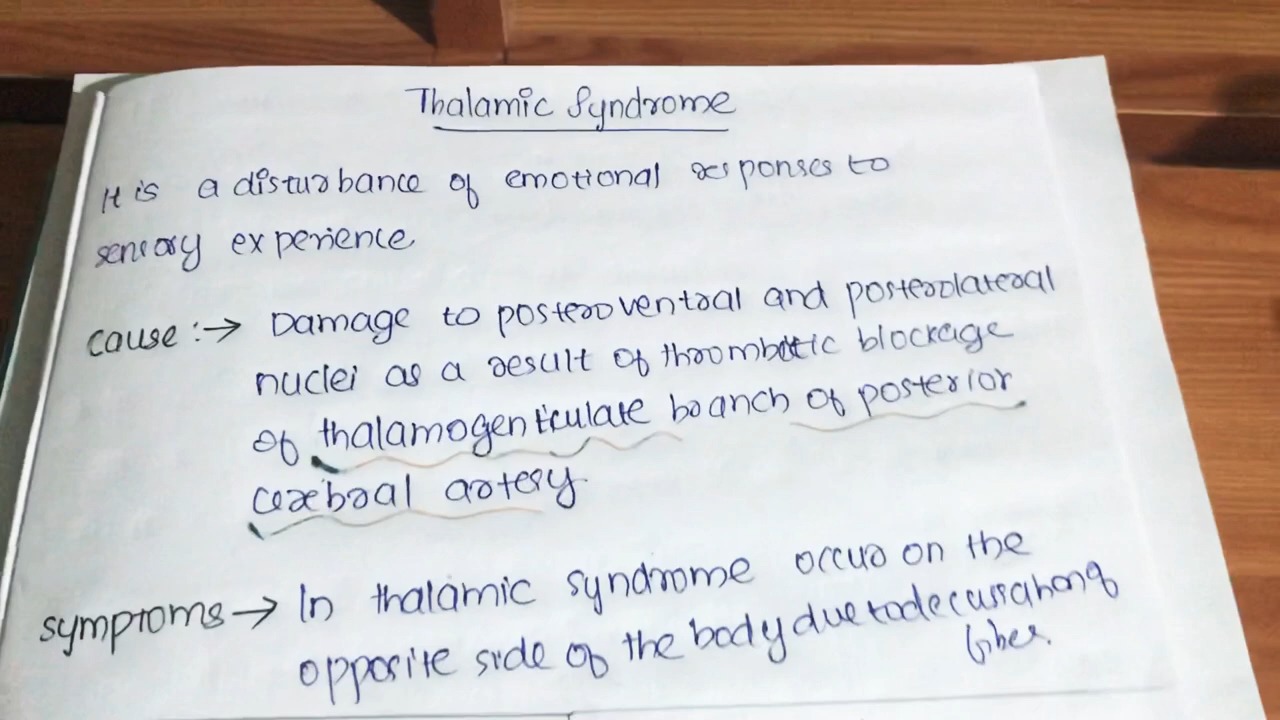 Thalamic Syndrome
It is a disturbance of emotional responses to
sensory experience
cause :→ Damage to posteroventral and posterolateral
nuclei as a result of thrombotic blockage
of thalamogeniculate branch of posterior
cerebral artery.
symptoms → In thalamic syndrome occur on the
opposite side of the body due to decussation of
fiber.